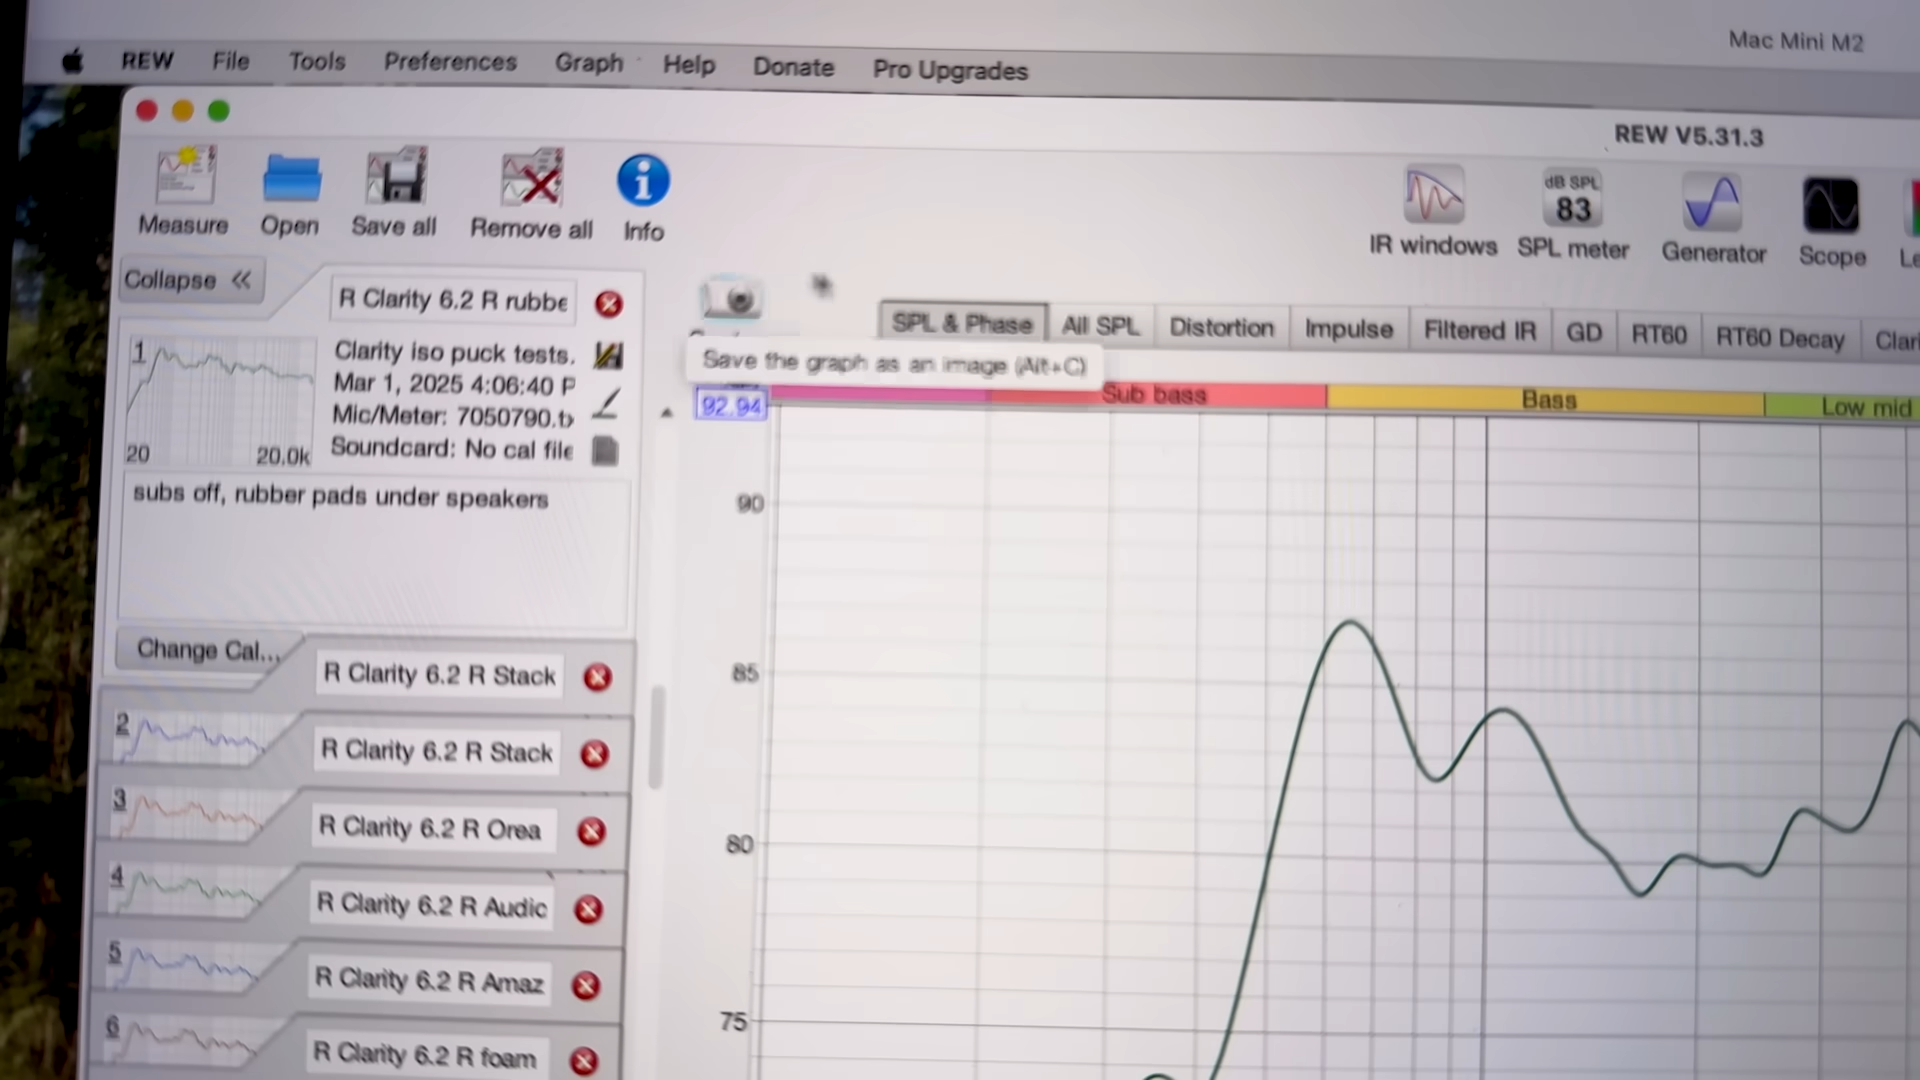 Mac Mini M2
REW File Tools Preferences Graph Help Donate Pro Upgrades
REW V5.31.3
Measure Open Save all Remove all Info
dB SPL
83
IR windows SPL meter Generator Scope
Collapse
R Clarity 6.2 R rubbe
SPL & Phase All SPL Distortion Impulse Filtered IR GD RT60 RT60 Decay
Save the graph as an image (Alt+C)
1
Clarity iso puck tests.
Mar 1, 2025 4:06:40 P
Mic/Meter: 7050790.tx
Soundcard: No cal file
20 20.0k
subs off, rubber pads under speakers
Change Cal...
92.94
Sub bass Bass Low mid
90
85
80
75
R Clarity 6.2 R Stack
2
R Clarity 6.2 R Stack
3
R Clarity 6.2 R Orea
4
R Clarity 6.2 R Audic
5
R Clarity 6.2 R Amaz
6
R Clarity 6.2 R foam